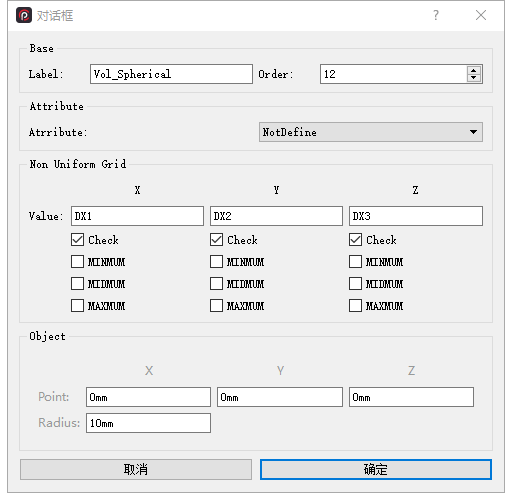 对话框
Base
Label: Vol_Spherical Order: 12
Attribute
Atrribute: NotDefine
Non Uniform Grid
X Y Z
Value: DX1 DX2 DX3
Check Check Check
MINMUM MINMUM MINMUM
MIDMUM MIDMUM MIDMUM
MAXMUM MAXMUM MAXMUM
Object
X Y Z
Point: 0mm 0mm 0mm
Radius: 10mm
取消 确定